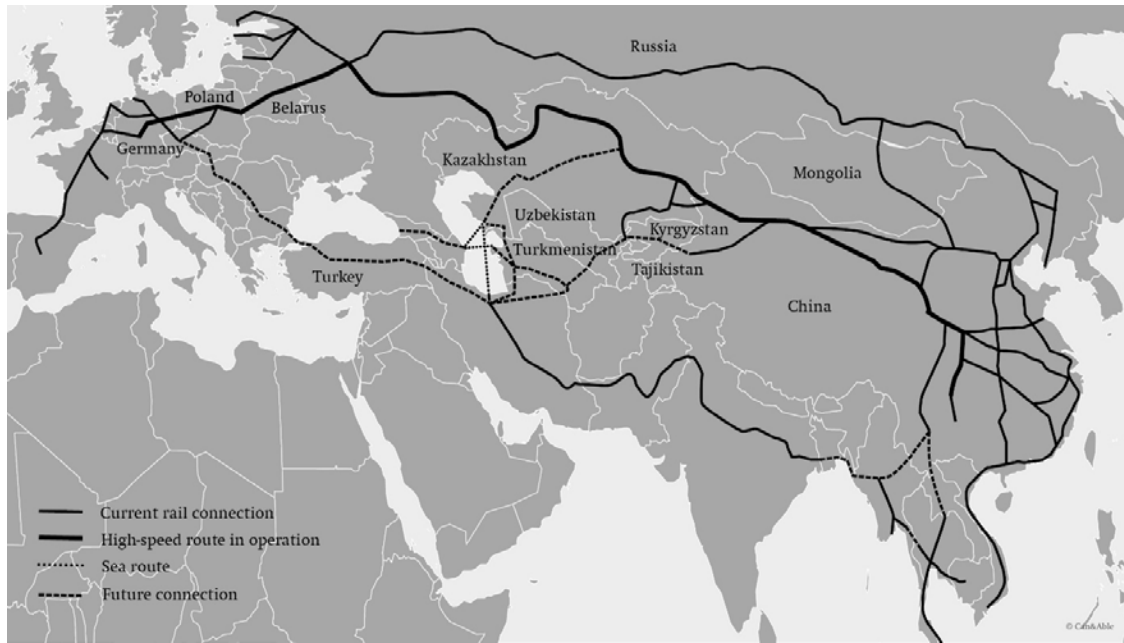 Russia
Poland
Belarus
Germany
Kazakhstan
Mongolia
Uzbekistan
Kyrgyzstan
Turkmenistan
Tajikistan
Turkey
China
Current rail connection
High-speed route in operation
Sea route
Future connection
© Can&Able